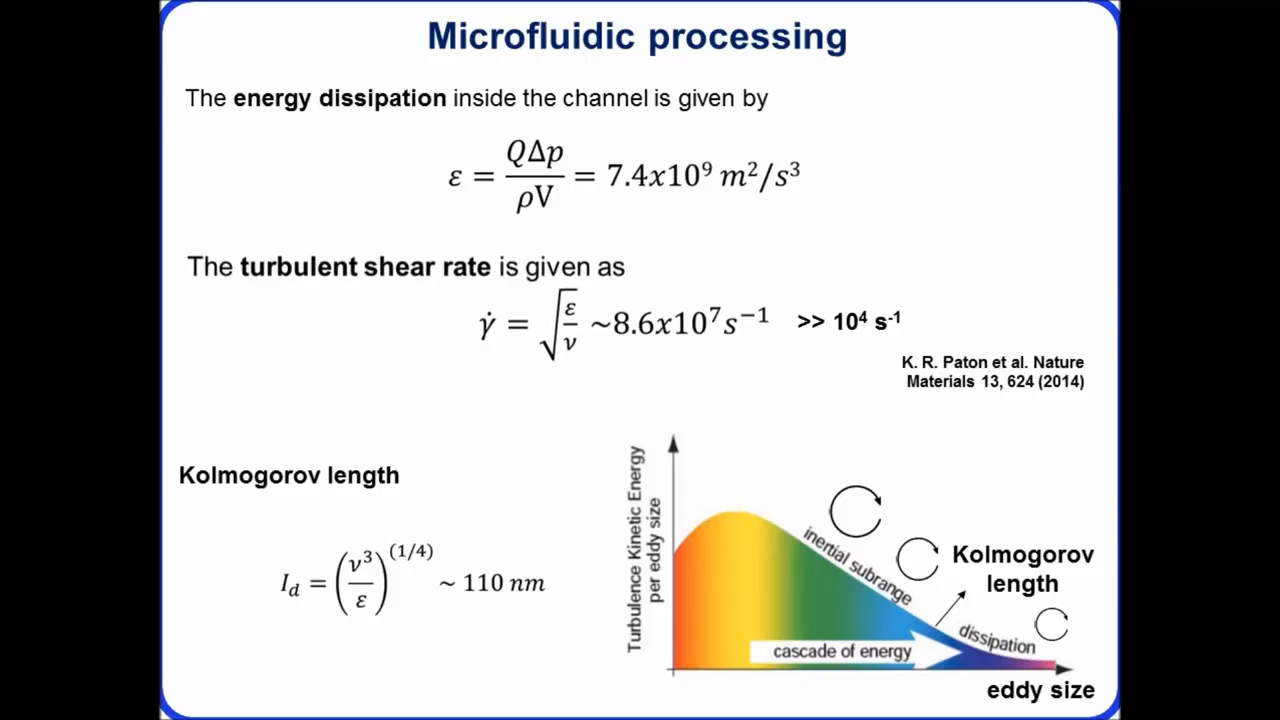 Microfluidic processing
The energy dissipation inside the channel is given by
ε = QΔp / ρV = 7.4x10⁹ m²/s³
The turbulent shear rate is given as
γ̇ = √(ε/ν) ~8.6x10⁷s⁻¹ >> 10⁴ s⁻¹
K. R. Paton et al. Nature
Materials 13, 624 (2014)
Kolmogorov length
I_d = (ν³/ε)^(1/4) ~ 110 nm
Turbulence Kinetic Energy
per eddy size
inertial subrange
Kolmogorov
length
dissipation
cascade of energy
eddy size